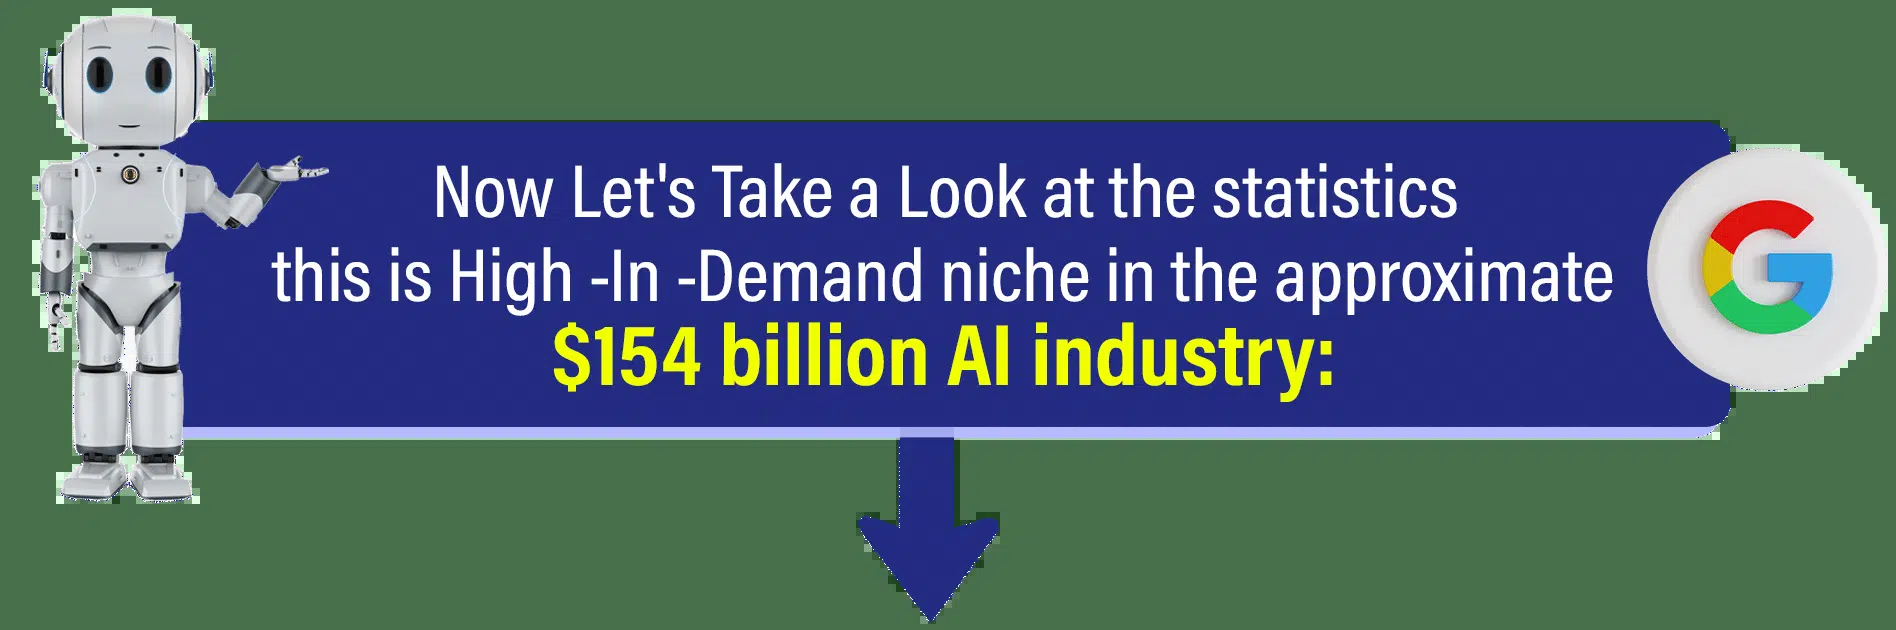 Now Let's Take a Look at the statistics
this is High -In -Demand niche in the approximate
$154 billion AI industry:
G